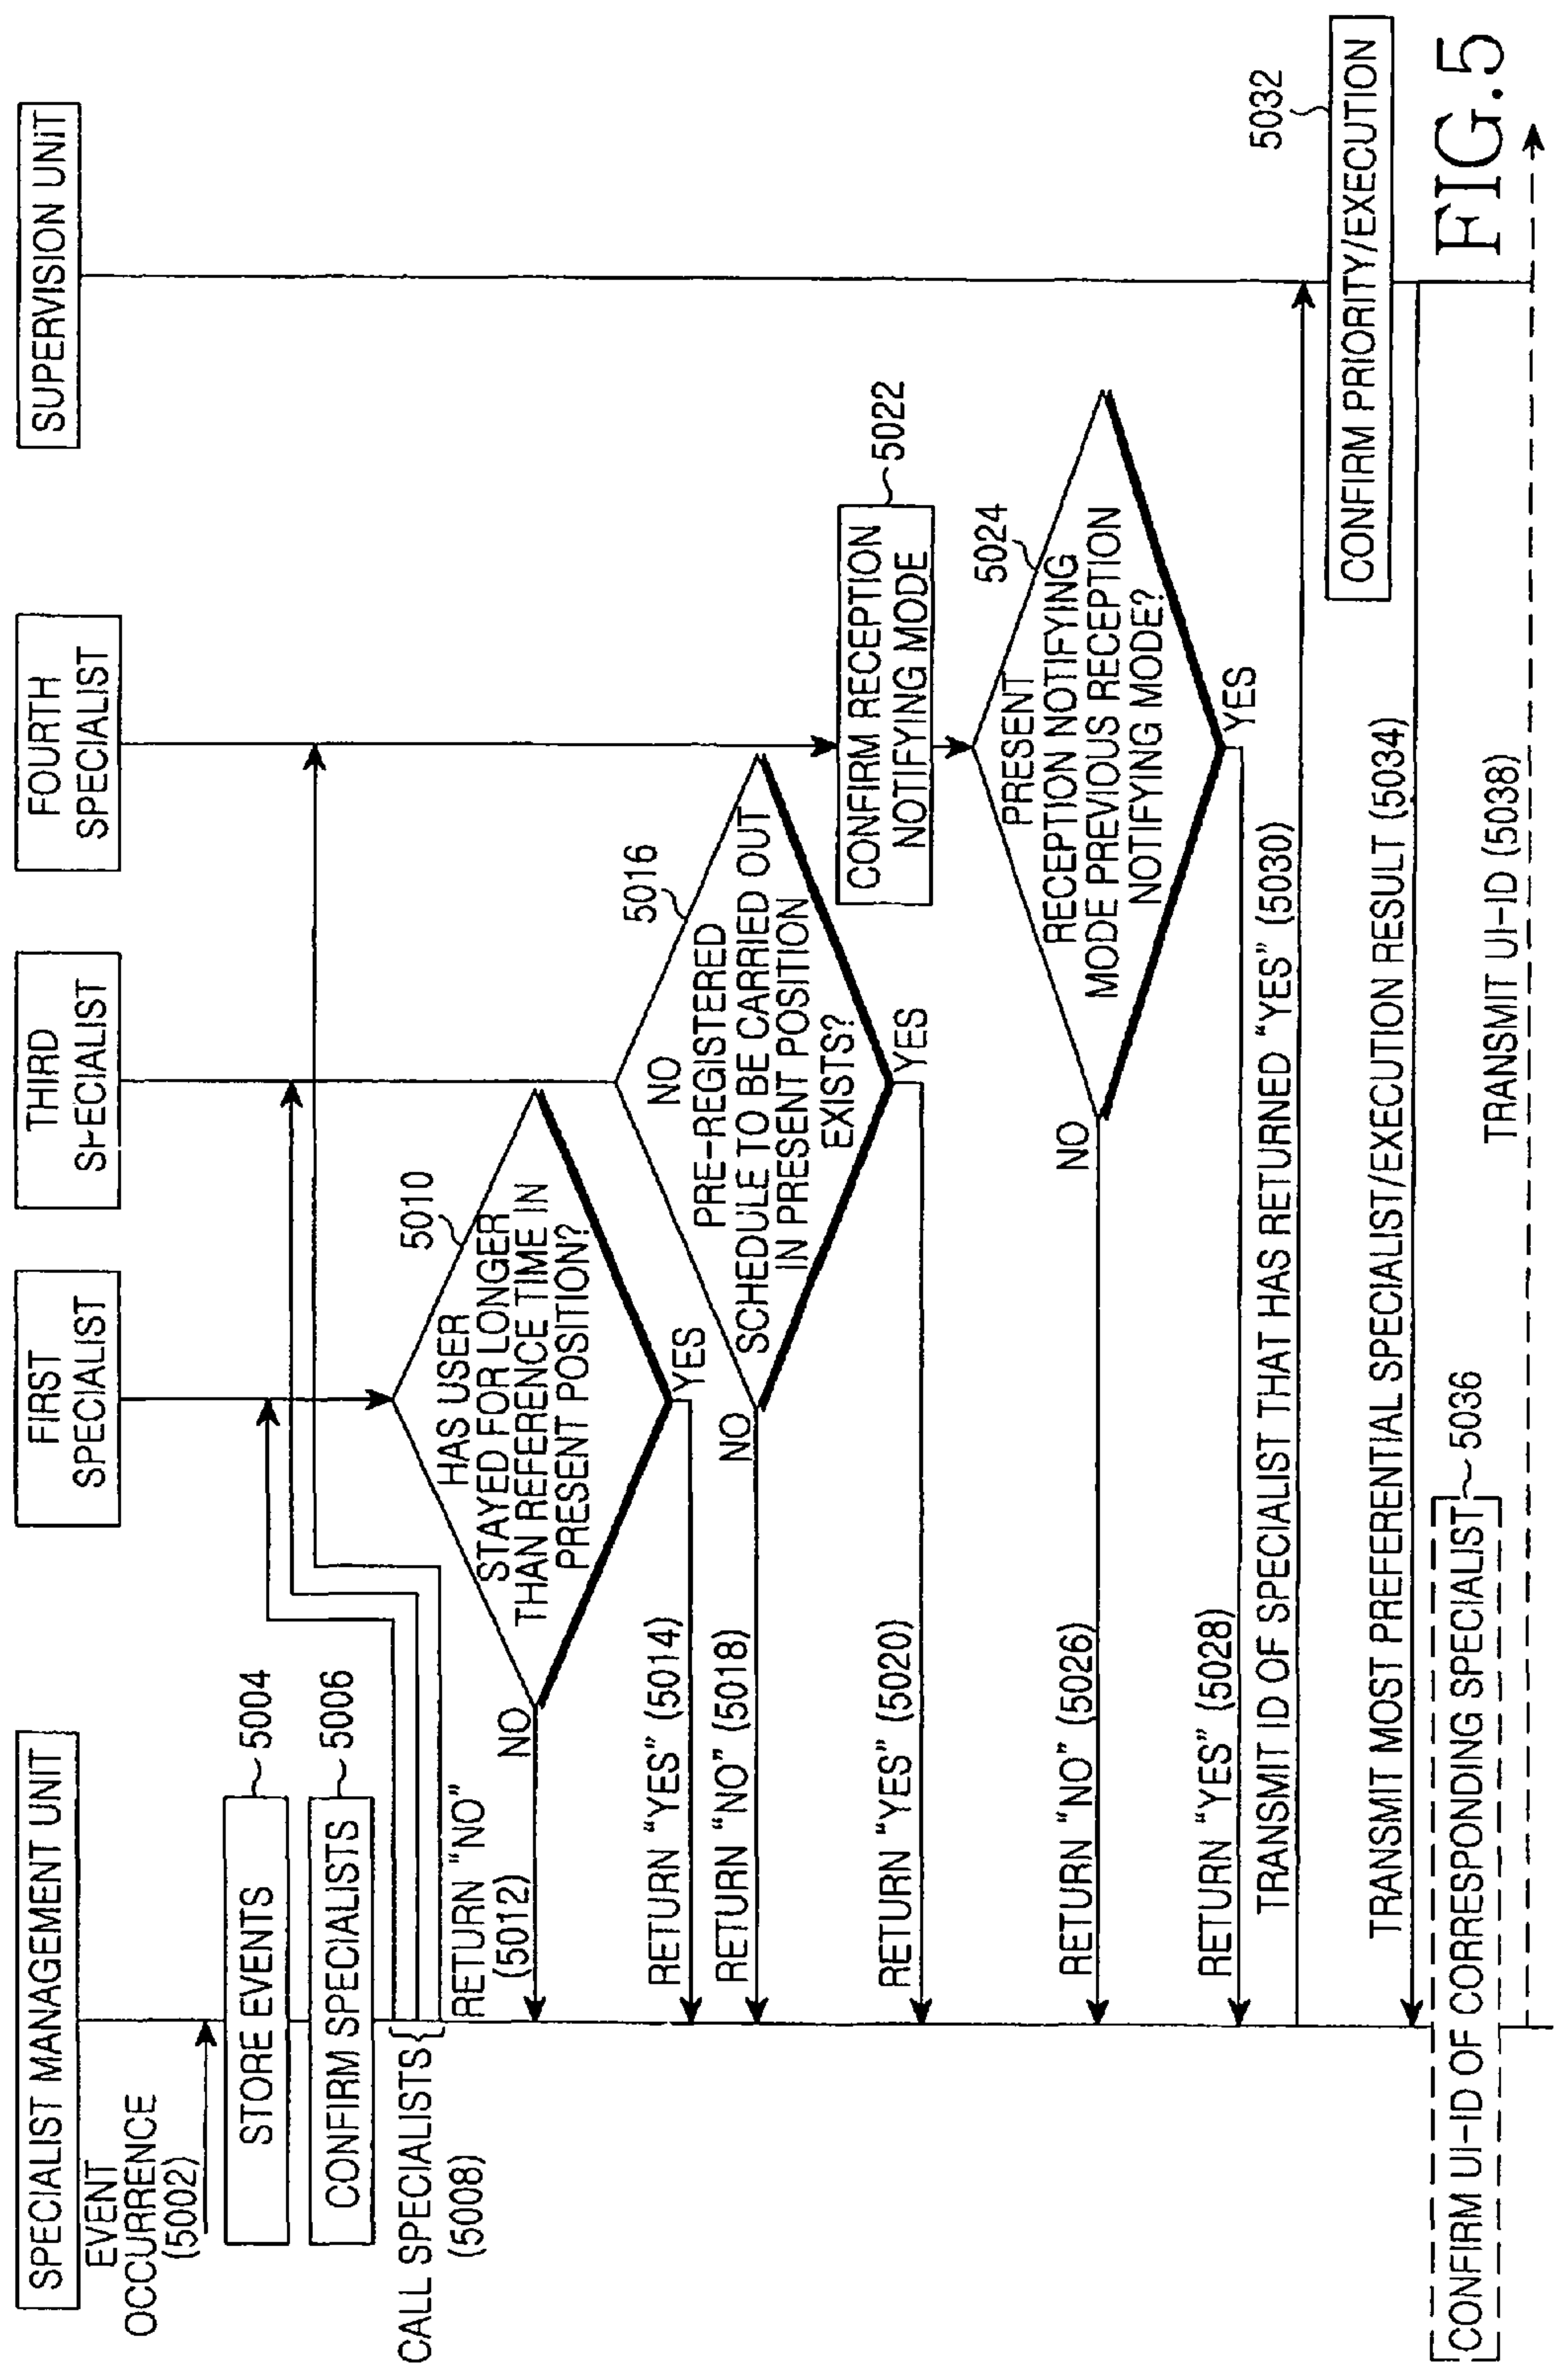 SPECIALIST MANAGEMENT UNIT
FIRST
SPECIALIST
THIRD
SPECIALIST
FOURTH
SPECIALIST
SUPERVISION UNIT
EVENT
OCCURRENCE
(5002)
STORE EVENTS
5004
CONFIRM SPECIALISTS
5006
CALL SPECIALISTS
(5008)
HAS USER
STAYED FOR LONGER
THAN REFERENCE TIME IN
PRESENT POSITION?
5010
NO
RETURN "NO"
(5012)
YES
RETURN "YES" (5014)
NO
PRE-REGISTERED
SCHEDULE TO BE CARRIED OUT
IN PRESENT POSITION
EXISTS?
5016
NO
RETURN "NO" (5018)
YES
RETURN "YES" (5020)
CONFIRM RECEPTION
NOTIFYING MODE
5022
PRESENT
RECEPTION NOTIFYING
MODE PREVIOUS RECEPTION
NOTIFYING MODE?
5024
NO
RETURN "NO" (5026)
YES
RETURN "YES" (5028)
TRANSMIT ID OF SPECIALIST THAT HAS RETURNED "YES" (5030)
5032
CONFIRM PRIORITY/EXECUTION
TRANSMIT MOST PREFERENTIAL SPECIALIST/EXECUTION RESULT (5034)
CONFIRM UI-ID OF CORRESPONDING SPECIALIST
5036
TRANSMIT UI-ID (5038)
FIG.5